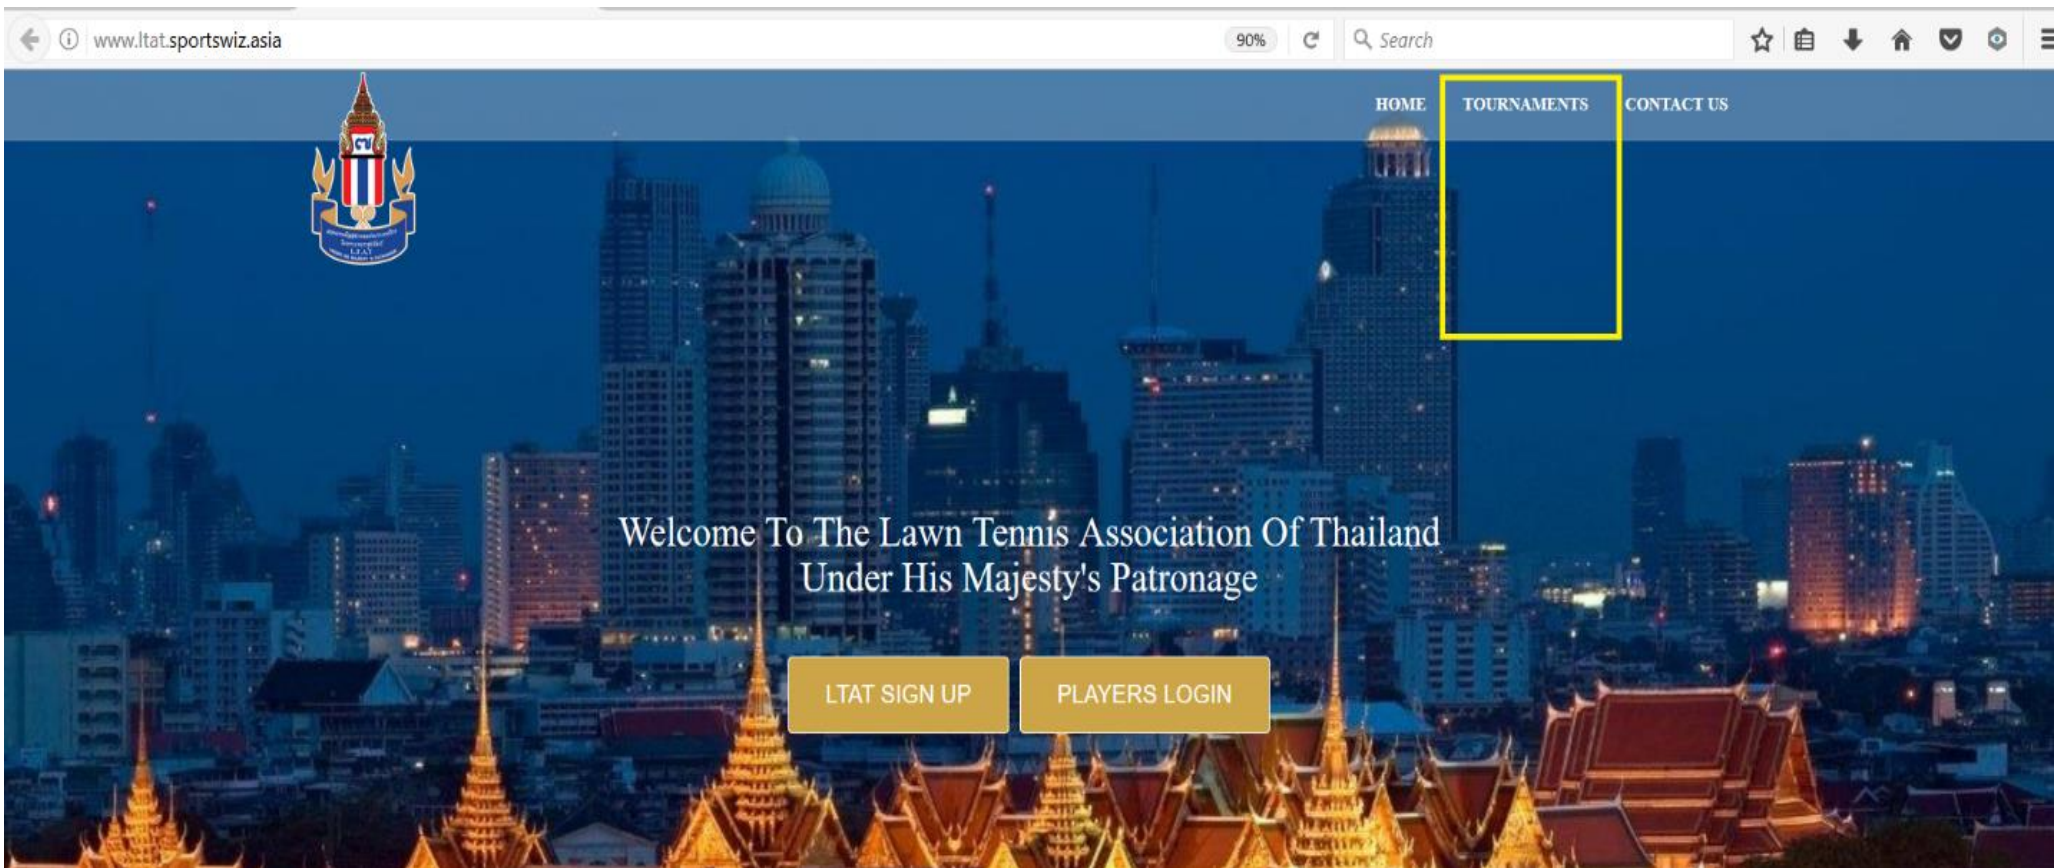 www.ltat.sportswiz.asia
90%
Search
HOME TOURNAMENTS CONTACT US
L.T.A.T
Welcome To The Lawn Tennis Association Of Thailand
Under His Majesty's Patronage
LTAT SIGN UP PLAYERS LOGIN